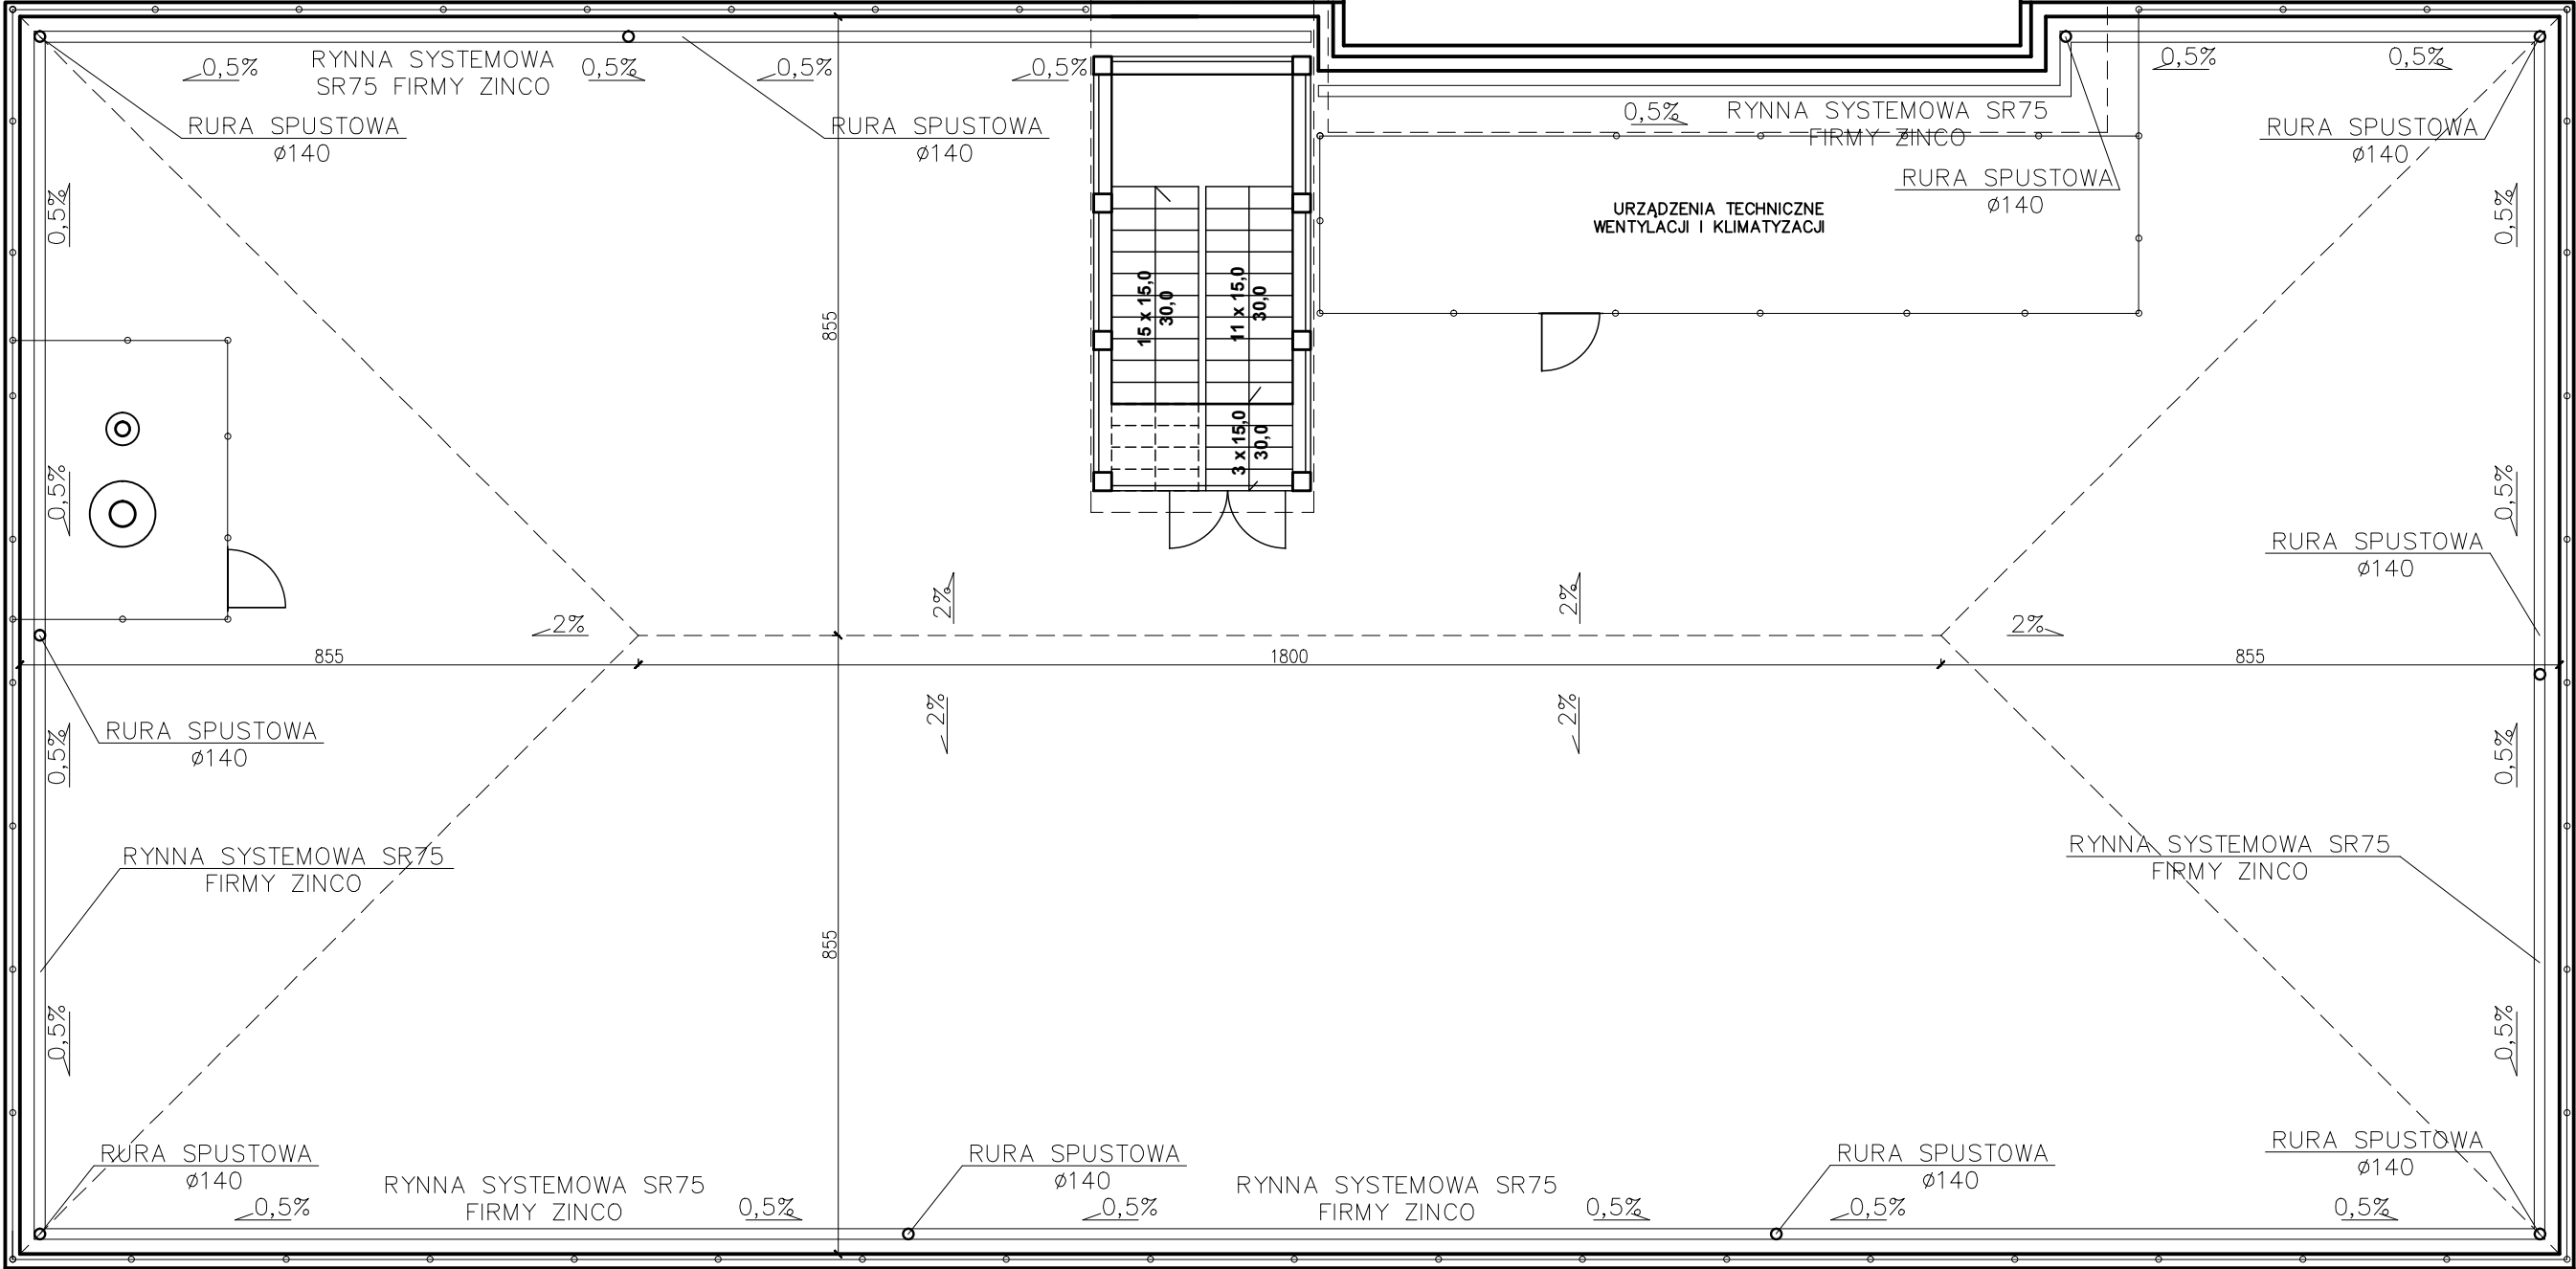 RYNNA SYSTEMOWA
SR75 FIRMY ZINCO
0,5%
0,5%
0,5%
0,5%
0,5%
0,5%
RURA SPUSTOWA
ø140
RURA SPUSTOWA
ø140
0,5%
RYNNA SYSTEMOWA SR75
FIRMY ZINCO
RURA SPUSTOWA
ø140
RURA SPUSTOWA
ø140
URZĄDZENIA TECHNICZNE
WENTYLACJI I KLIMATYZACJI
0,5%
0,5%
855
15 x 15,0
30,0
11 x 15,0
30,0
3 x 15,0
30,0
0,5%
0,5%
RURA SPUSTOWA
ø140
2%
2%
2%
2%
855
1800
855
2%
2%
RURA SPUSTOWA
ø140
0,5%
0,5%
RYNNA SYSTEMOWA SR75
FIRMY ZINCO
RYNNA SYSTEMOWA SR75
FIRMY ZINCO
855
0,5%
0,5%
RURA SPUSTOWA
ø140
RURA SPUSTOWA
ø140
RURA SPUSTOWA
ø140
RURA SPUSTOWA
ø140
RYNNA SYSTEMOWA SR75
FIRMY ZINCO
RYNNA SYSTEMOWA SR75
FIRMY ZINCO
0,5%
0,5%
0,5%
0,5%
0,5%
0,5%